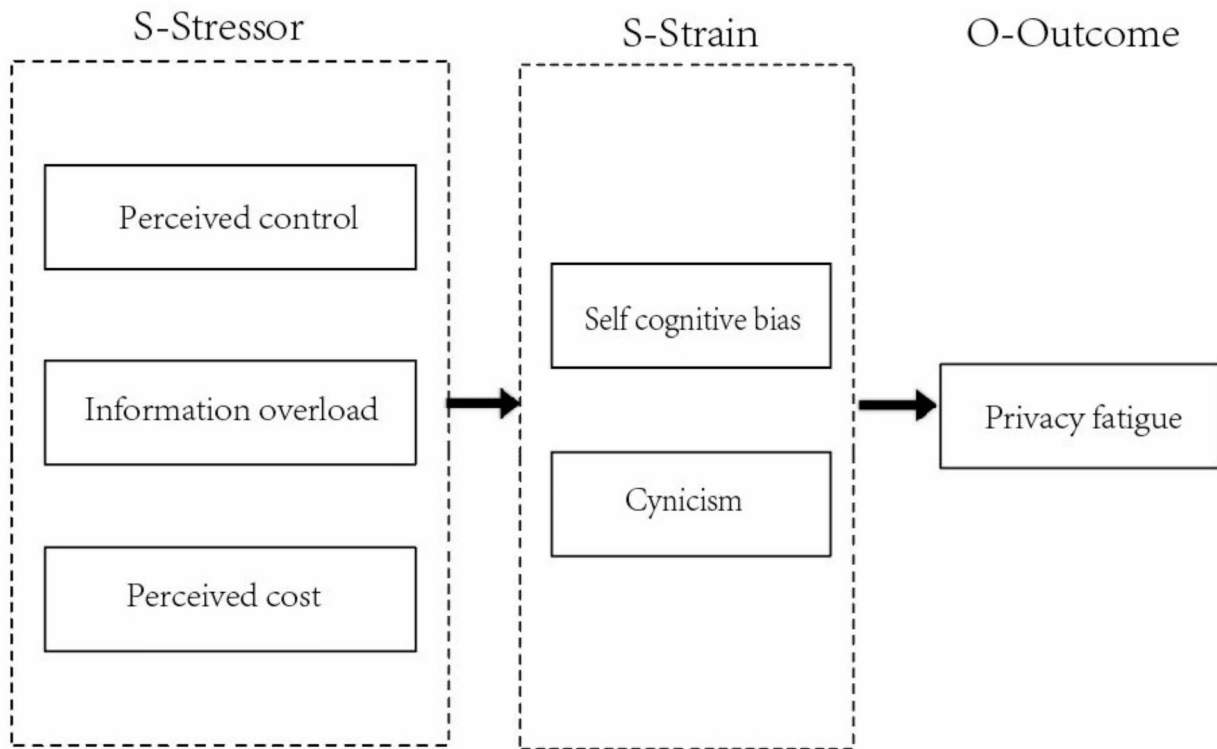 S-Stressor
S-Strain
O-Outcome
Perceived control
Information overload
Perceived cost
Self cognitive bias
Cynicism
Privacy fatigue